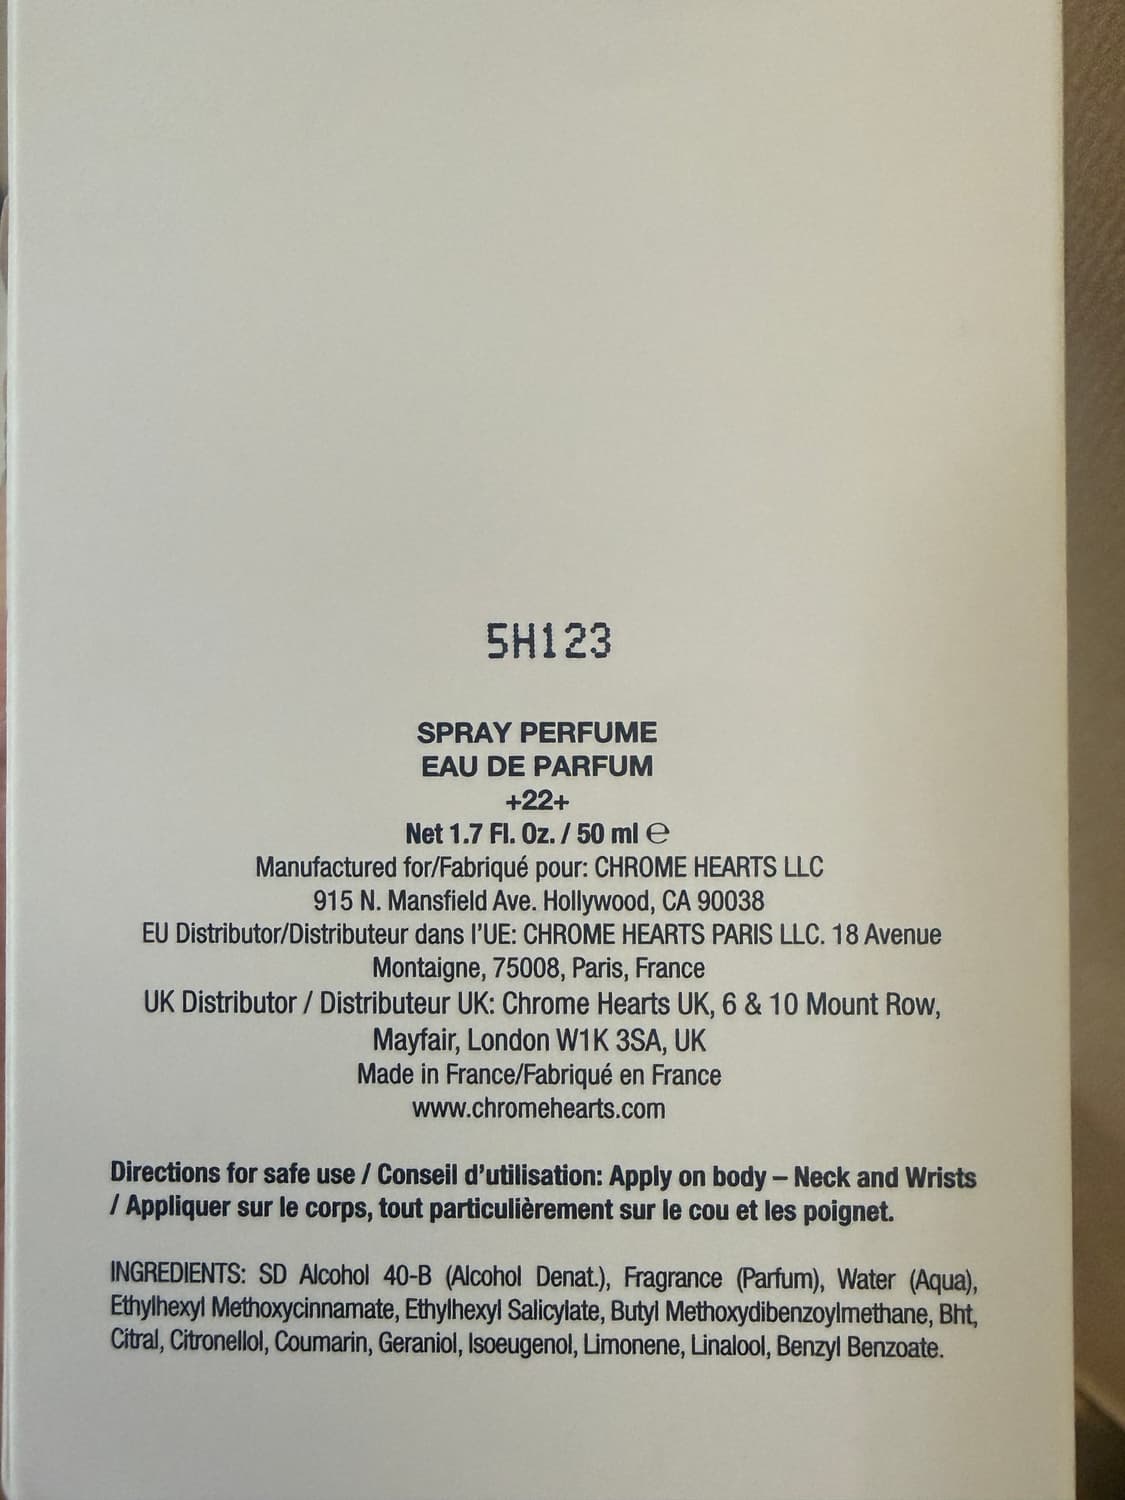 5H123
SPRAY PERFUME
EAU DE PARFUM
+22+
Net 1.7 Fl. Oz. / 50 ml ℮
Manufactured for/Fabriqué pour: CHROME HEARTS LLC
915 N. Mansfield Ave. Hollywood, CA 90038
EU Distributor/Distributeur dans l'UE: CHROME HEARTS PARIS LLC. 18 Avenue
Montaigne, 75008, Paris, France
UK Distributor / Distributeur UK: Chrome Hearts UK, 6 & 10 Mount Row,
Mayfair, London W1K 3SA, UK
Made in France/Fabriqué en France
www.chromehearts.com
Directions for safe use / Conseil d'utilisation: Apply on body – Neck and Wrists
/ Appliquer sur le corps, tout particulièrement sur le cou et les poignet.
INGREDIENTS: SD Alcohol 40-B (Alcohol Denat.), Fragrance (Parfum), Water (Aqua),
Ethylhexyl Methoxycinnamate, Ethylhexyl Salicylate, Butyl Methoxydibenzoylmethane, Bht,
Citral, Citronellol, Coumarin, Geraniol, Isoeugenol, Limonene, Linalool, Benzyl Benzoate.